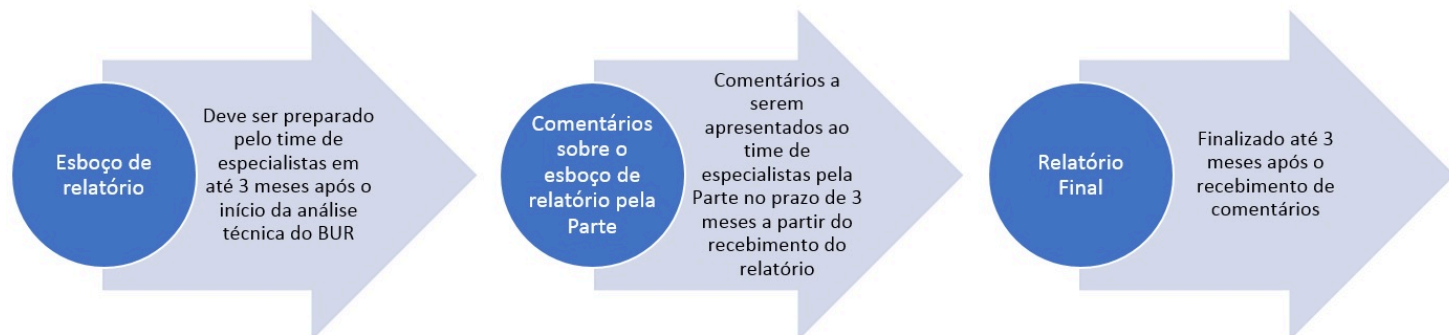 Esboço de
relatório
Deve ser preparado
pelo time de
especialistas em
até 3 meses após o
início da análise
técnica do BUR
Comentários
sobre o
esboço de
relatório pela
Parte
Comentários a
serem
apresentados ao
time de
especialistas pela
Parte no prazo de 3
meses a partir do
recebimento do
relatório
Relatório
Final
Finalizado até 3
meses após o
recebimento de
comentários